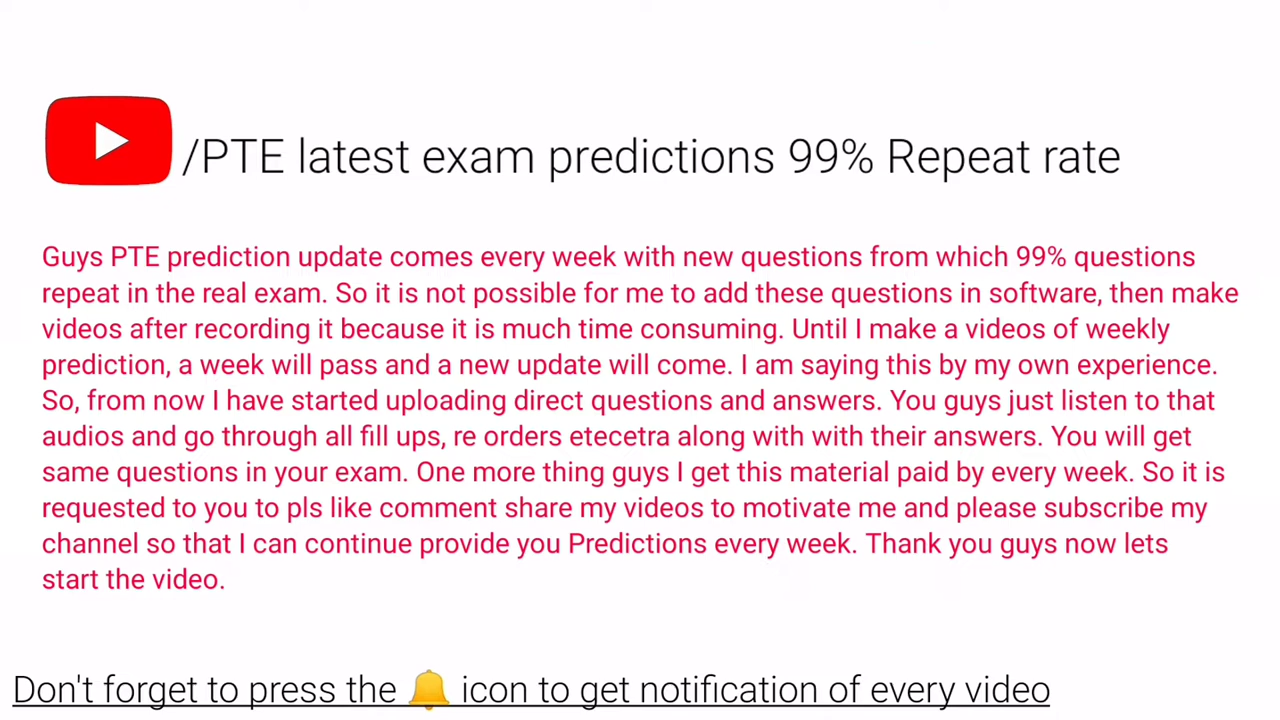 /PTE latest exam predictions 99% Repeat rate
Guys PTE prediction update comes every week with new questions from which 99% questions
repeat in the real exam. So it is not possible for me to add these questions in software, then make
videos after recording it because it is much time consuming. Until I make a videos of weekly
prediction, a week will pass and a new update will come. I am saying this by my own experience.
So, from now I have started uploading direct questions and answers. You guys just listen to that
audios and go through all fill ups, re orders etecetra along with with their answers. You will get
same questions in your exam. One more thing guys I get this material paid by every week. So it is
requested to you to pls like comment share my videos to motivate me and please subscribe my
channel so that I can continue provide you Predictions every week. Thank you guys now lets
start the video.
Don't forget to press the 🔔 icon to get notification of every video